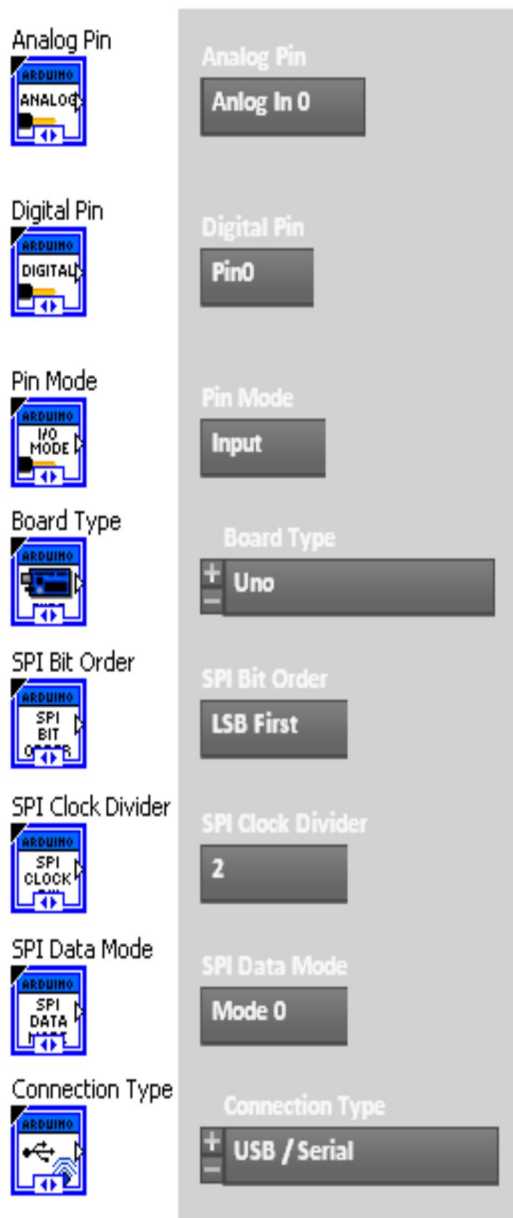 Analog Pin
ARDUINO
ANALOG
Analog Pin
Anlog In 0
Digital Pin
ARDUINO
DIGITAL
Digital Pin
Pin0
Pin Mode
ARDUINO
I/O
MODE
Pin Mode
Input
Board Type
ARDUINO
Board Type
+
Uno
−
SPI Bit Order
ARDUINO
SPI
BIT
ORDER
SPI Bit Order
LSB First
SPI Clock Divider
ARDUINO
SPI
CLOCK
SPI Clock Divider
2
SPI Data Mode
ARDUINO
SPI
DATA
SPI Data Mode
Mode 0
Connection Type
ARDUINO
Connection Type
+
USB / Serial
−